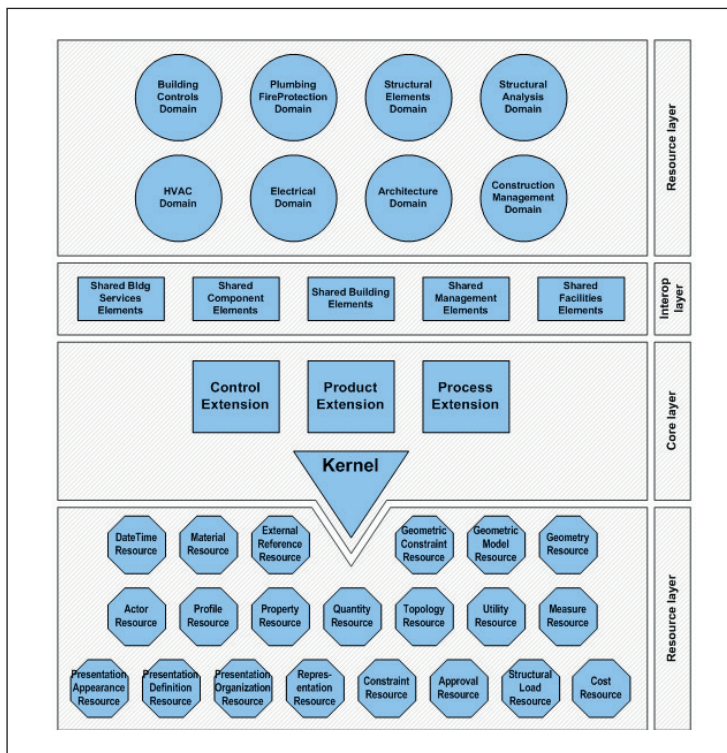 Building
Controls
Domain
Plumbing
FireProtection
Domain
Structural
Elements
Domain
Structural
Analysis
Domain
HVAC
Domain
Electrical
Domain
Architecture
Domain
Construction
Management
Domain
Resource layer
Shared Bldg
Services
Elements
Shared
Component
Elements
Shared Building
Elements
Shared
Management
Elements
Shared
Facilities
Elements
Interop
layer
Control
Extension
Product
Extension
Process
Extension
Kernel
Core layer
DateTime
Resource
Material
Resource
External
Reference
Resource
Geometric
Constraint
Resource
Geometric
Model
Resource
Geometry
Resource
Actor
Resource
Profile
Resource
Property
Resource
Quantity
Resource
Topology
Resource
Utility
Resource
Measure
Resource
Presentation
Appearance
Resource
Presentation
Definition
Resource
Presentation
Organization
Resource
Repres-
entation
Resource
Constraint
Resource
Approval
Resource
Structural
Load
Resource
Cost
Resource
Resource layer